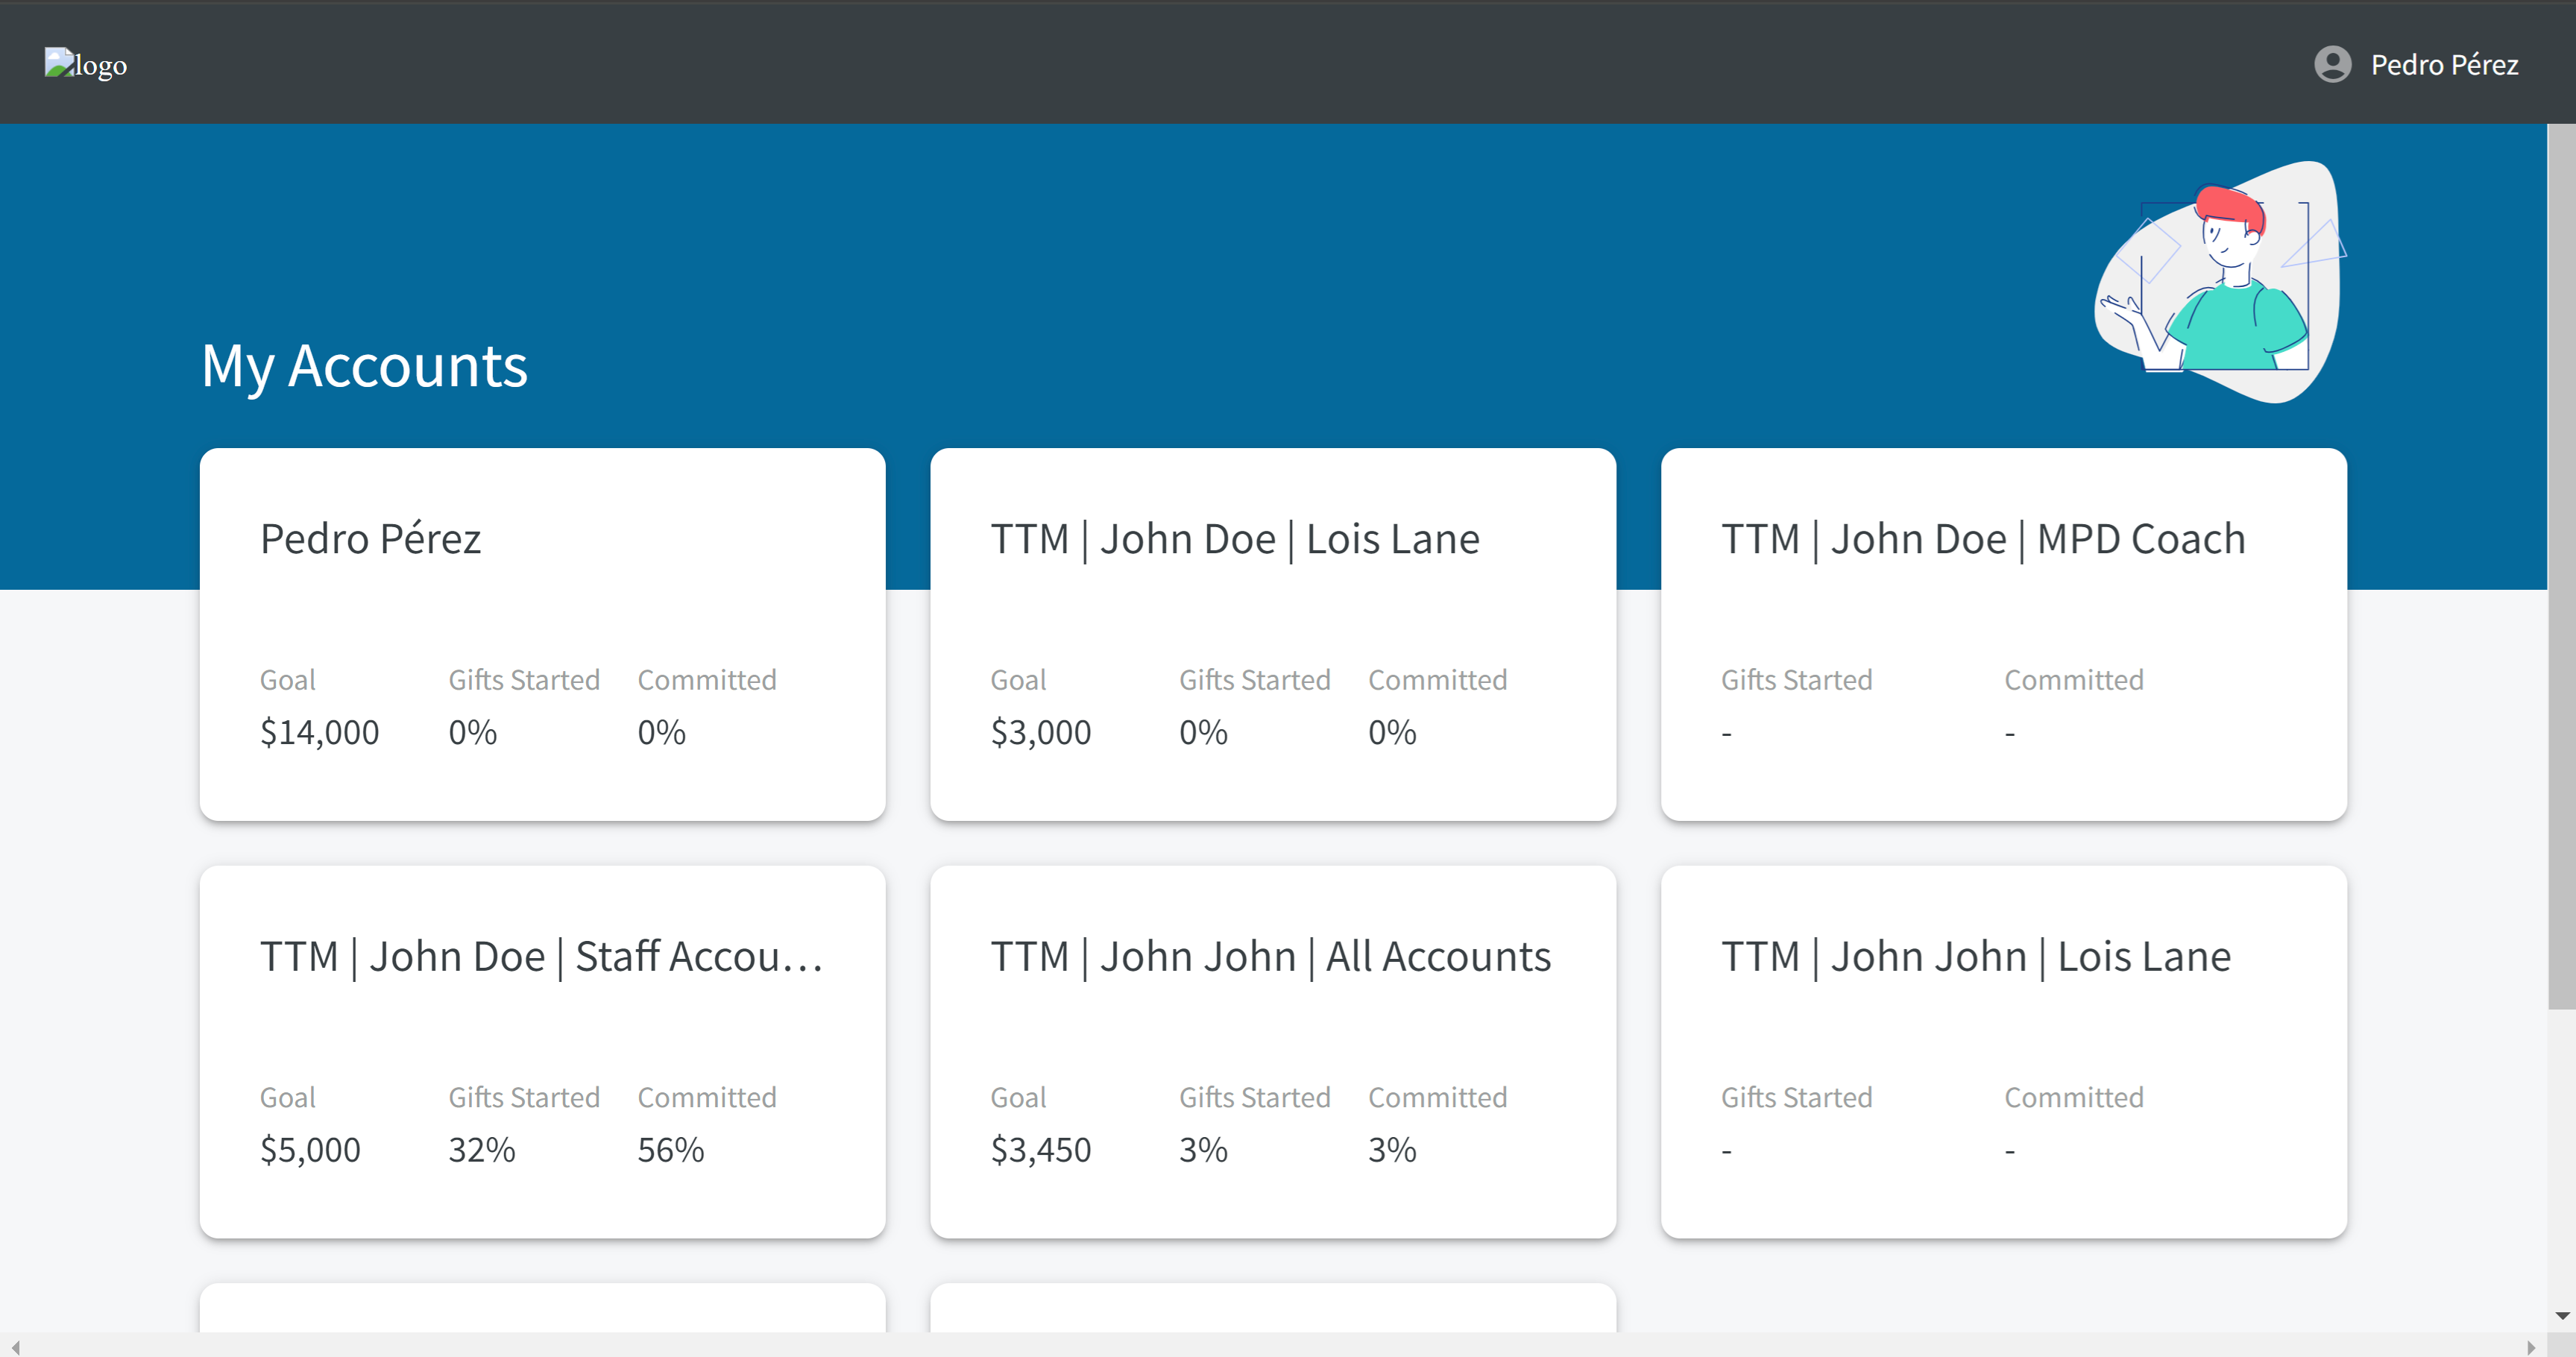 logo
Pedro Pérez
My Accounts
Pedro Pérez
Goal Gifts Started Committed
$14,000 0% 0%
TTM | John Doe | Lois Lane
Goal Gifts Started Committed
$3,000 0% 0%
TTM | John Doe | MPD Coach
Gifts Started Committed
- -
TTM | John Doe | Staff Accou…
Goal Gifts Started Committed
$5,000 32% 56%
TTM | John John | All Accounts
Goal Gifts Started Committed
$3,450 3% 3%
TTM | John John | Lois Lane
Gifts Started Committed
- -